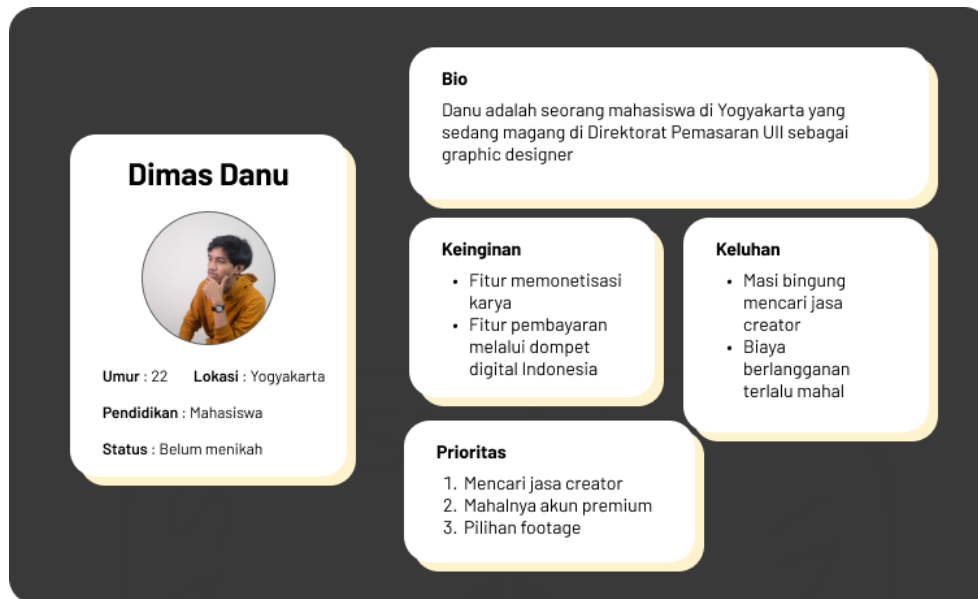 Dimas Danu
Umur : 22 Lokasi : Yogyakarta
Pendidikan : Mahasiswa
Status : Belum menikah
Bio
Danu adalah seorang mahasiswa di Yogyakarta yang
sedang magang di Direktorat Pemasaran UII sebagai
graphic designer
Keinginan
• Fitur memonetisasi
karya
• Fitur pembayaran
melalui dompet
digital Indonesia
Keluhan
• Masi bingung
mencari jasa
creator
• Biaya
berlangganan
terlalu mahal
Prioritas
1. Mencari jasa creator
2. Mahalnya akun premium
3. Pilihan footage